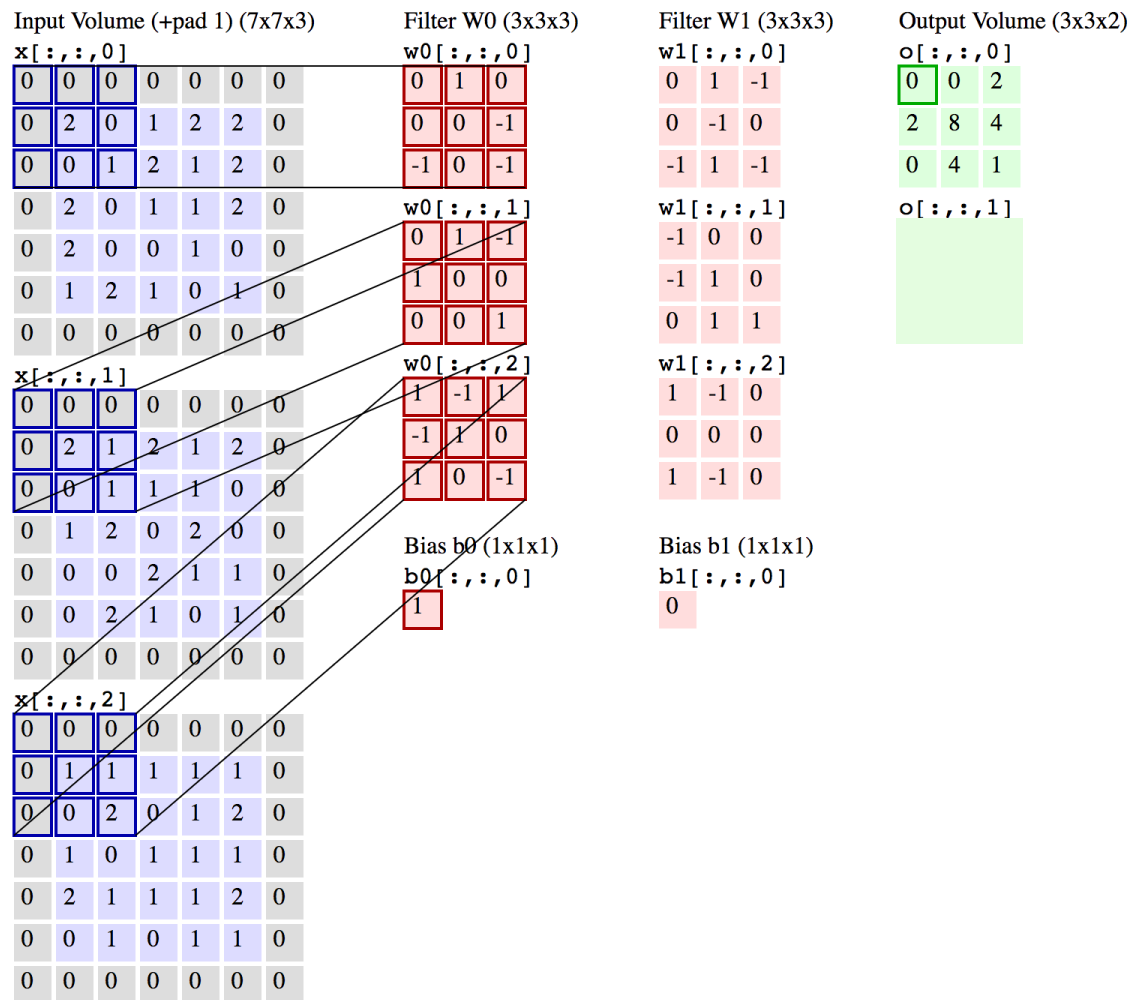 Input Volume (+pad 1) (7x7x3)
x[:,:,0]
0 0 0 0 0 0 0
0 2 0 1 2 2 0
0 0 1 2 1 2 0
0 2 0 1 1 2 0
0 2 0 0 1 0 0
0 1 2 1 0 1 0
0 0 0 0 0 0 0
x[:,:,1]
0 0 0 0 0 0 0
0 2 1 2 1 2 0
0 0 1 1 1 0 0
0 1 2 0 2 0 0
0 0 0 2 1 1 0
0 0 2 1 0 1 0
0 0 0 0 0 0 0
x[:,:,2]
0 0 0 0 0 0 0
0 1 1 1 1 1 0
0 0 2 0 1 2 0
0 1 0 1 1 1 0
0 2 1 1 1 2 0
0 0 1 0 1 1 0
0 0 0 0 0 0 0
Filter W0 (3x3x3)
w0[:,:,0]
0 1 0
0 0 -1
-1 0 -1
w0[:,:,1]
0 1 -1
1 0 0
0 0 1
w0[:,:,2]
1 -1 1
-1 1 0
1 0 -1
Bias b0 (1x1x1)
b0[:,:,0]
1
Filter W1 (3x3x3)
w1[:,:,0]
0 1 -1
0 -1 0
-1 1 -1
w1[:,:,1]
-1 0 0
-1 1 0
0 1 1
w1[:,:,2]
1 -1 0
0 0 0
1 -1 0
Bias b1 (1x1x1)
b1[:,:,0]
0
Output Volume (3x3x2)
o[:,:,0]
0 0 2
2 8 4
0 4 1
o[:,:,1]